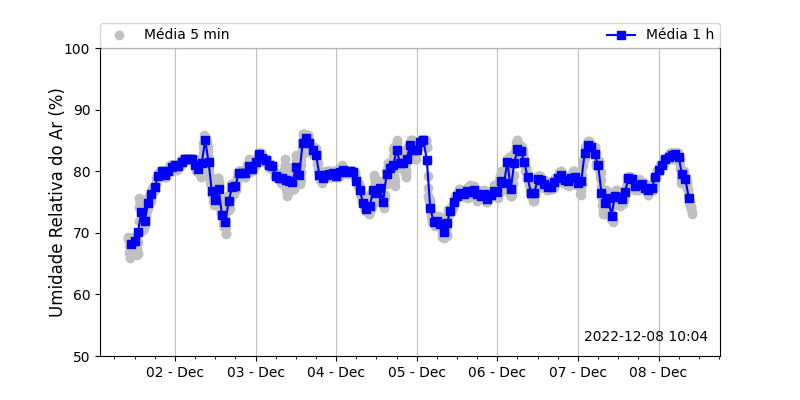 Média 5 min
Média 1 h
Umidade Relativa do Ar (%)
100
90
80
70
60
50
2022-12-08 10:04
02 - Dec
03 - Dec
04 - Dec
05 - Dec
06 - Dec
07 - Dec
08 - Dec